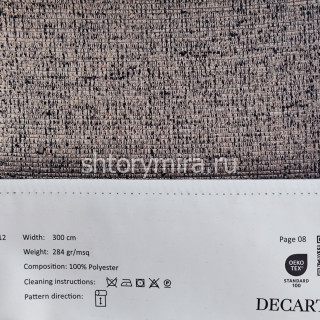 shtorymira.ru
12 Width: 300 cm Page 08
Weight: 284 gr/msq
Composition: 100% Polyester
Cleaning instructions:
Pattern direction:
OEKO
TEX®
STANDARD
100
DECART